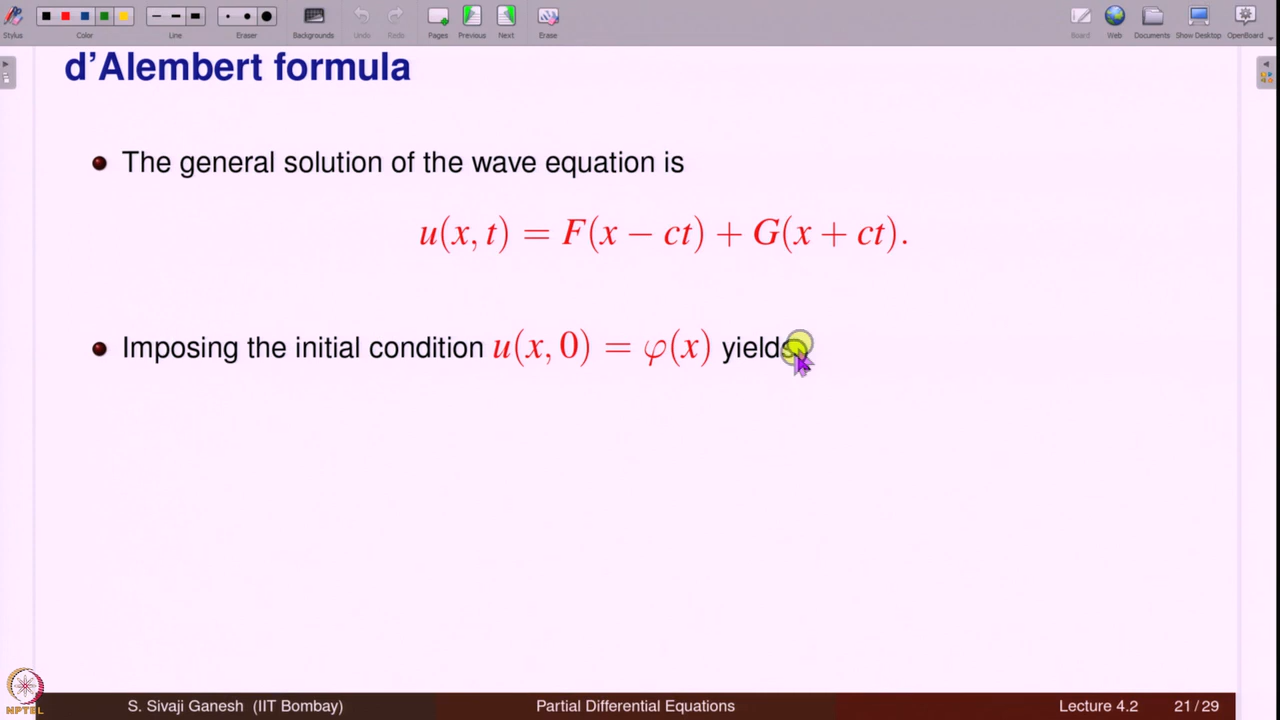 Stylus
Color
Line
Eraser
Backgrounds
Undo
Redo
Pages
Previous
Next
Erase
Board
Web
Documents
Show Desktop
OpenBoard
d’Alembert formula
The general solution of the wave equation is
u(x, t) = F(x − ct) + G(x + ct).
Imposing the initial condition u(x, 0) = φ(x) yields
NPTEL
S. Sivaji Ganesh (IIT Bombay)
Partial Differential Equations
Lecture 4.2
21 / 29